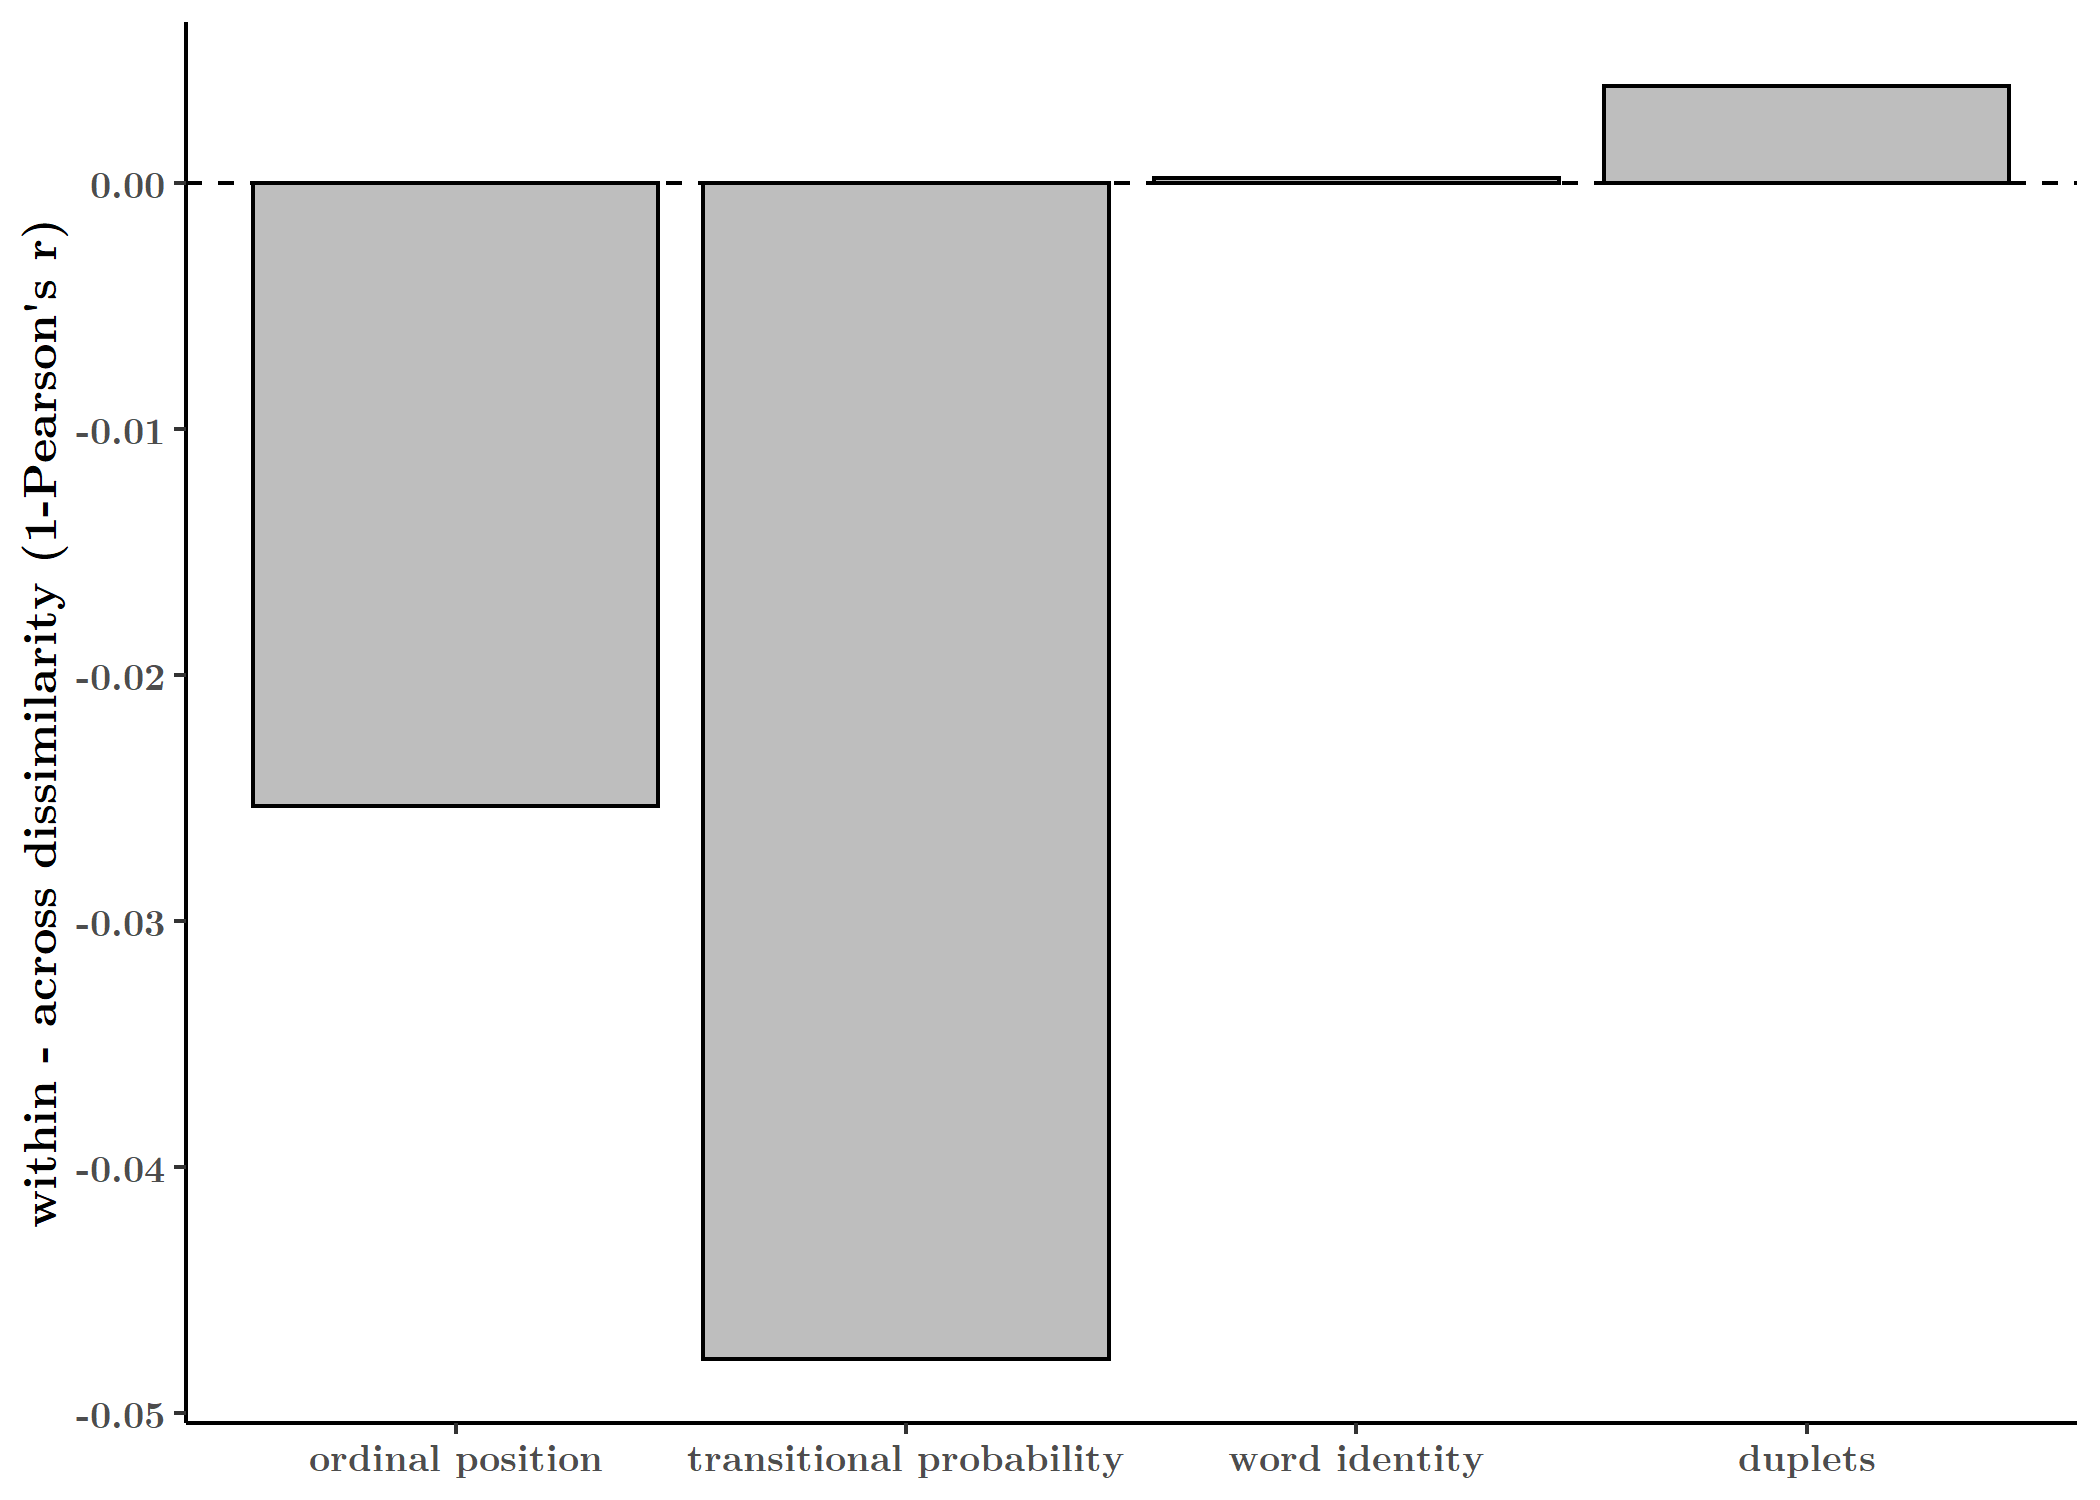 within - across dissimilarity (1-Pearson's r)
0.00
-0.01
-0.02
-0.03
-0.04
-0.05
ordinal position
transitional probability
word identity
duplets